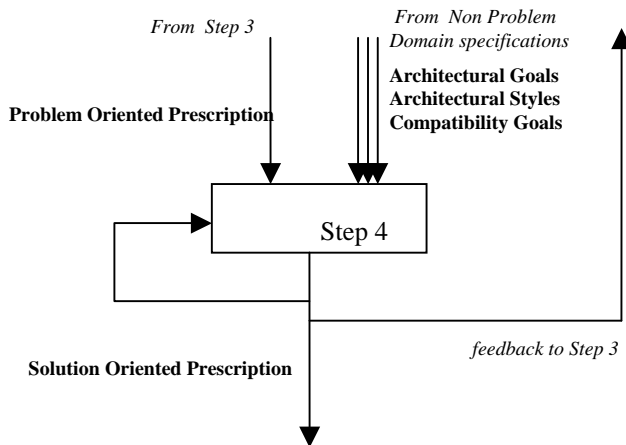 From Step 3
From Non Problem
Domain specifications
Architectural Goals
Architectural Styles
Compatibility Goals
Problem Oriented Prescription
Step 4
feedback to Step 3
Solution Oriented Prescription